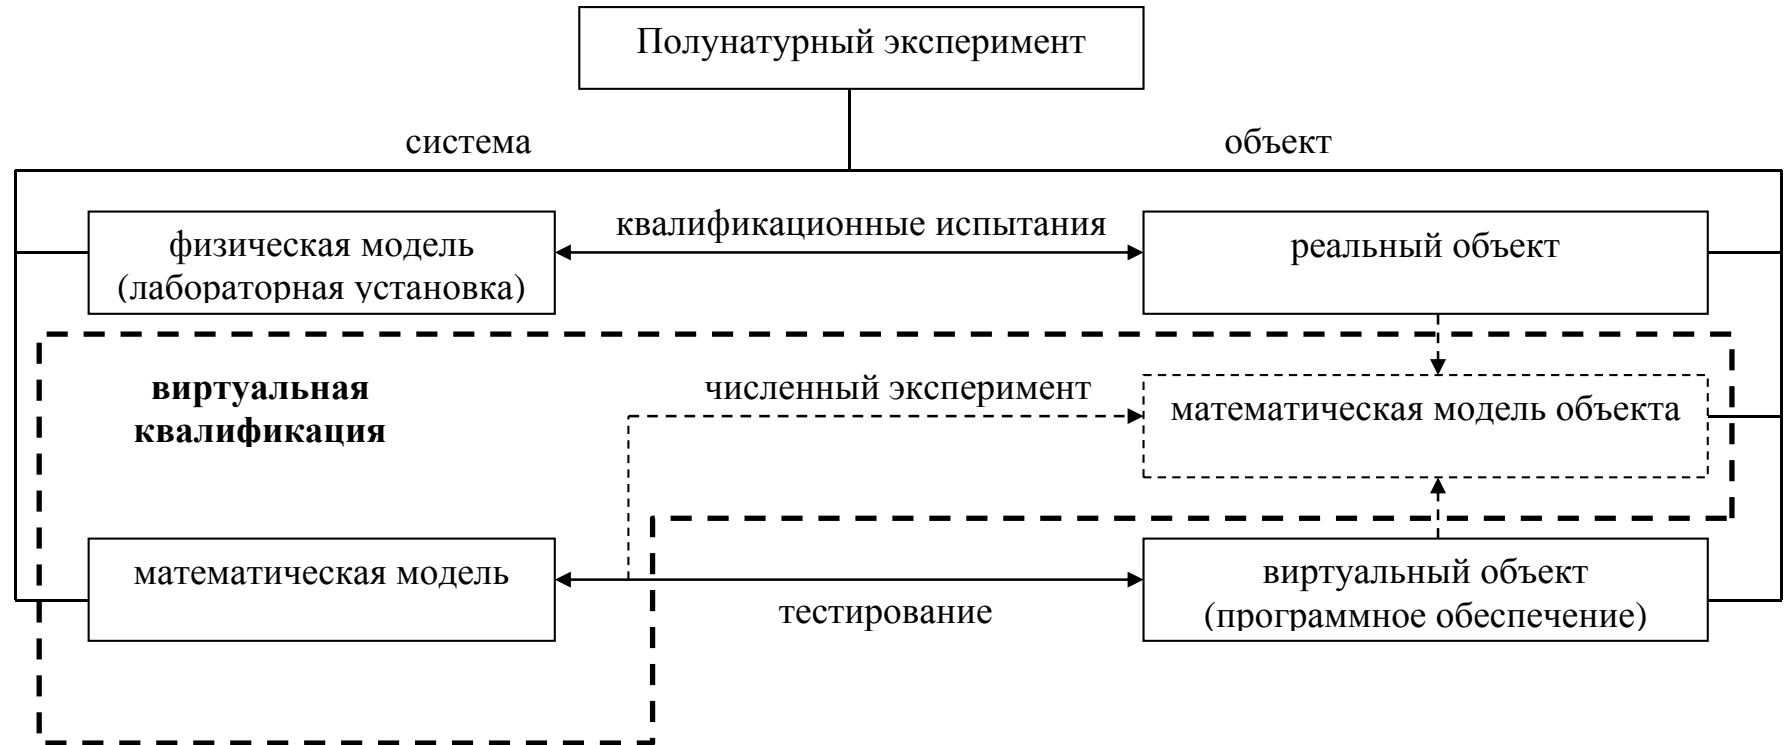 Полунатурный эксперимент
система
объект
квалификационные испытания
физическая модель
(лабораторная установка)
реальный объект
виртуальная
квалификация
численный эксперимент
математическая модель объекта
математическая модель
тестирование
виртуальный объект
(программное обеспечение)